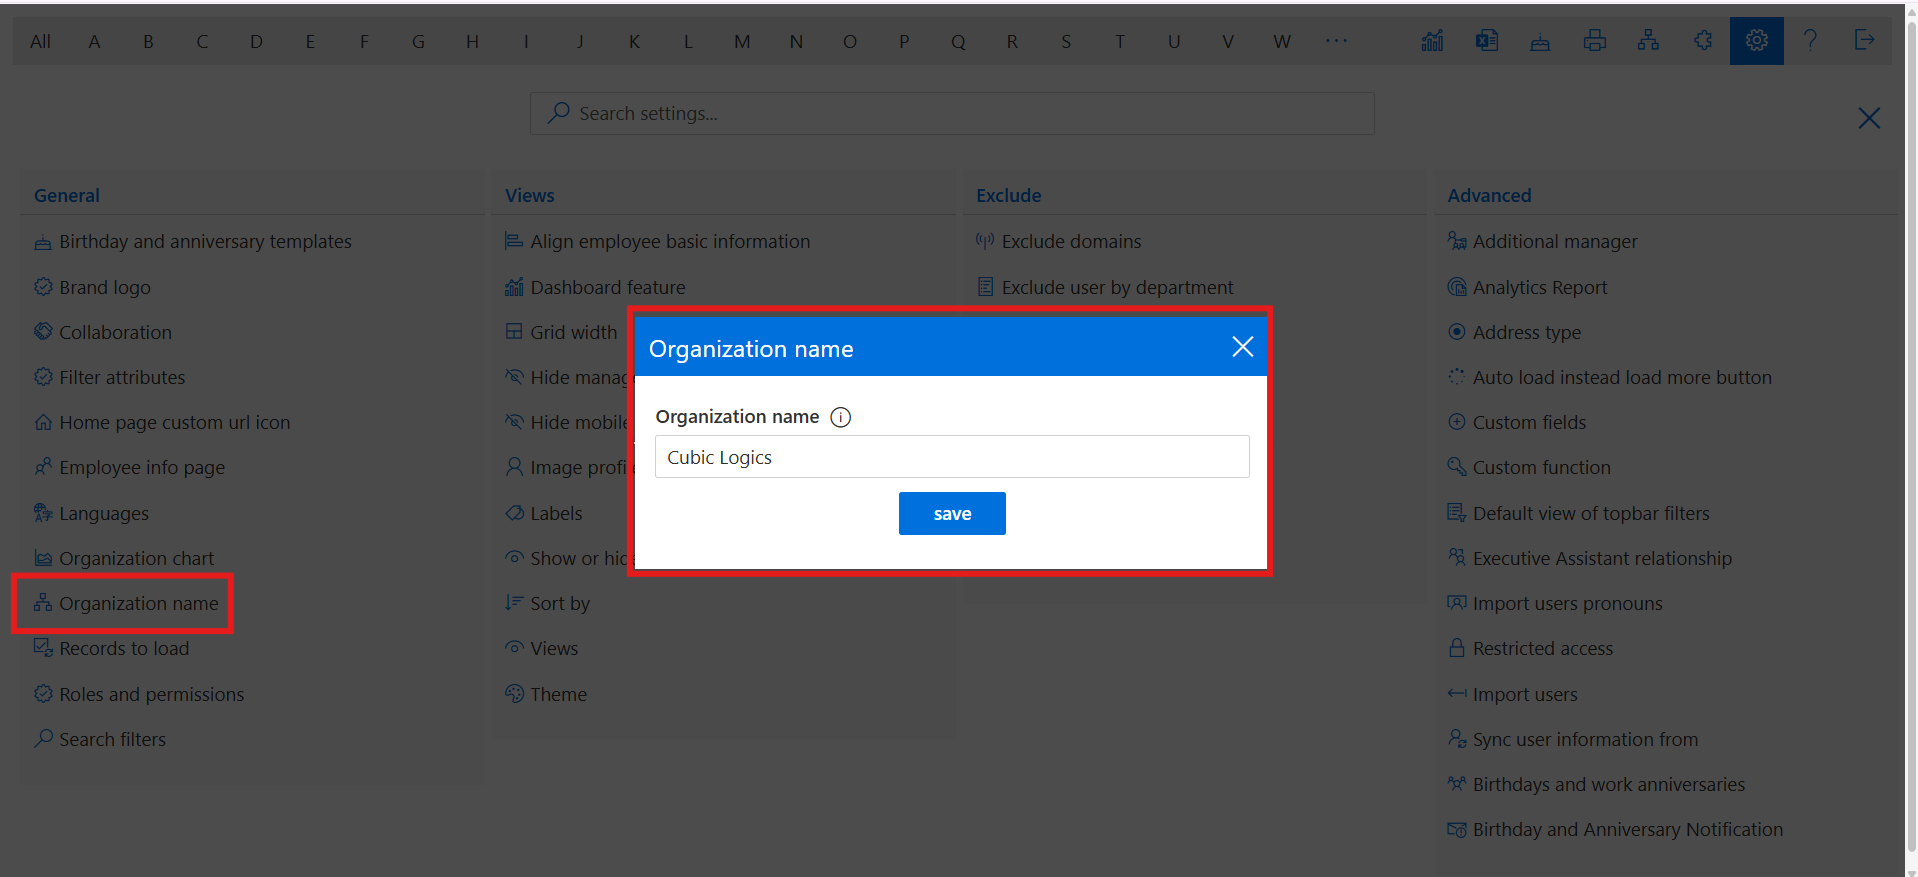 All A B C D E F G H I J K L M N O P Q R S T U V W ...
Search settings...
General
Birthday and anniversary templates
Brand logo
Collaboration
Filter attributes
Home page custom url icon
Employee info page
Languages
Organization chart
Organization name
Records to load
Roles and permissions
Search filters
Views
Align employee basic information
Dashboard feature
Grid width
Hide manag
Hide mobile
Image profi
Labels
Show or hid
Sort by
Views
Theme
Exclude
Exclude domains
Exclude user by department
Organization name
Organization name
Cubic Logics
save
Advanced
Additional manager
Analytics Report
Address type
Auto load instead load more button
Custom fields
Custom function
Default view of topbar filters
Executive Assistant relationship
Import users pronouns
Restricted access
Import users
Sync user information from
Birthdays and work anniversaries
Birthday and Anniversary Notification